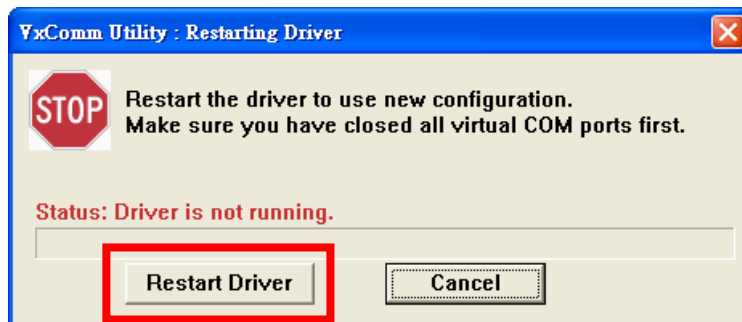 VxComm Utility : Restarting Driver
STOP
Restart the driver to use new configuration.
Make sure you have closed all virtual COM ports first.
Status: Driver is not running.
Restart Driver
Cancel